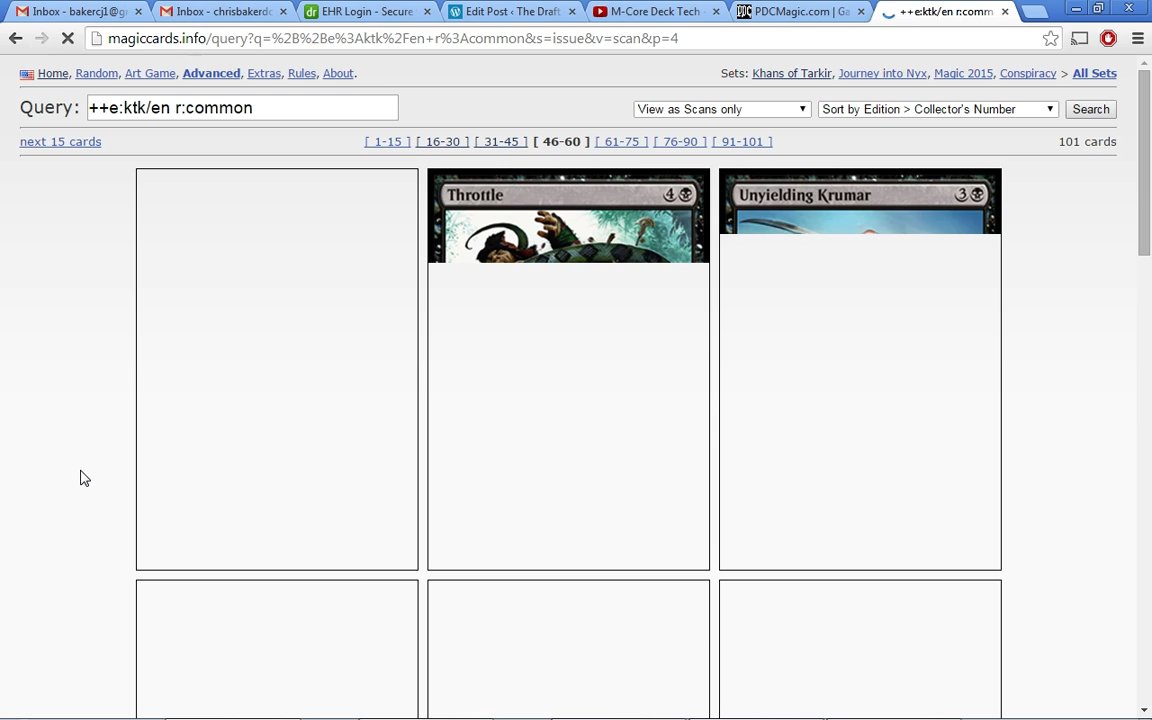 Inbox - bakercj1@g
Inbox - chrisbakerdc
EHR Login - Secure
Edit Post ‹ The Draft
M-Core Deck Tech -
PDCMagic.com | Ga
++e:ktk/en r:comm
magiccards.info/query?q=%2B%2Be%3Aktk%2Fen+r%3Acommon&s=issue&v=scan&p=4
Home, Random, Art Game, Advanced, Extras, Rules, About.
Sets: Khans of Tarkir, Journey into Nyx, Magic 2015, Conspiracy > All Sets
Query: ++e:ktk/en r:common
View as Scans only
Sort by Edition > Collector's Number
Search
next 15 cards
[ 1-15 ] [ 16-30 ] [ 31-45 ] [ 46-60 ] [ 61-75 ] [ 76-90 ] [ 91-101 ]
101 cards
Throttle 4
Unyielding Krumar 3